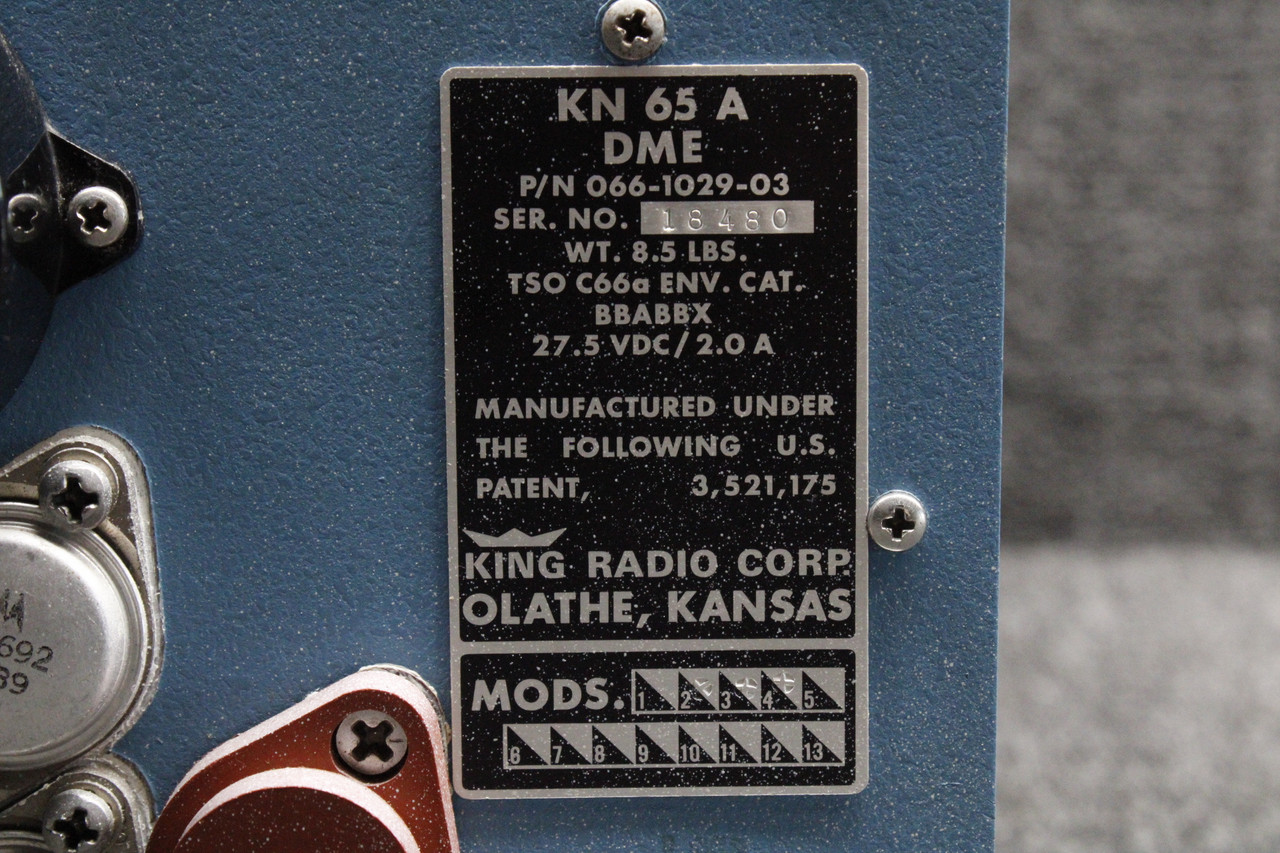 KN 65 A
DME
P/N 066-1029-03
SER. NO. 18480
WT. 8.5 LBS.
TSO C66a ENV. CAT.
BBABBX
27.5 VDC/2.0 A
MANUFACTURED UNDER
THE FOLLOWING U.S.
PATENT, 3,521,175
KING RADIO CORP.
OLATHE, KANSAS
MODS. 1 2 3 4 5
6 7 8 9 10 11 12 13
692
39